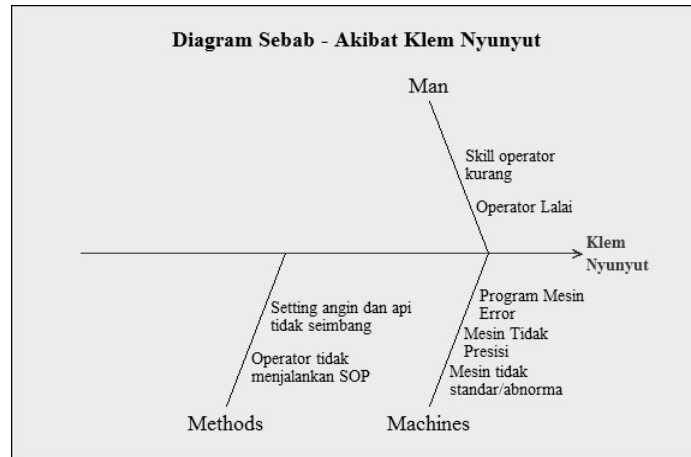 Diagram Sebab - Akibat Klem Nyunyut
Man
Skill operator
kurang
Operator Lalai
Klem
Nyunyut
Setting angin dan api
tidak seimbang
Operator tidak
menjalankan SOP
Program Mesin
Error
Mesin Tidak
Presisi
Mesin tidak
standar/abnorma
Methods
Machines